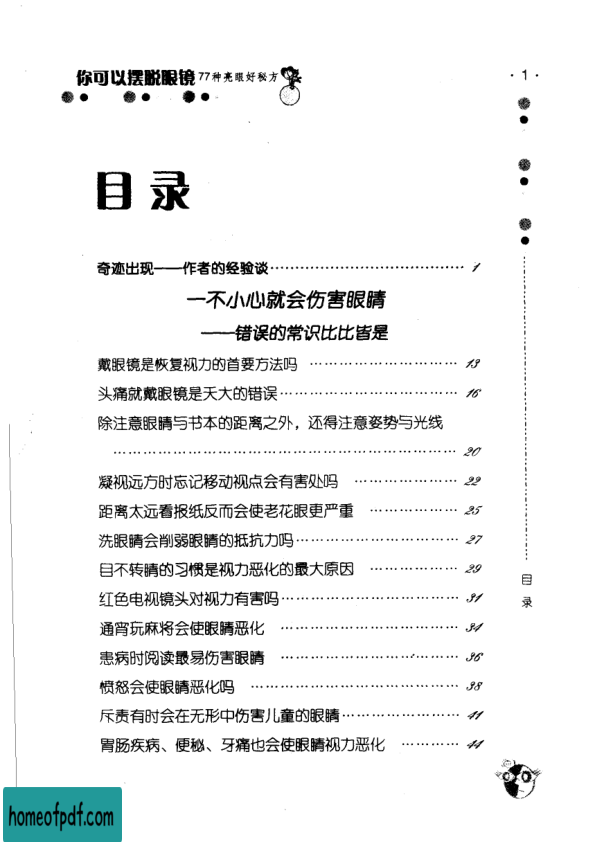 你可以摆脱眼镜 77种亮眼好秘方
·1·
目录
奇迹出现——作者的经验谈…………………………………… 1
一不小心就会伤害眼睛
——错误的常识比比皆是
戴眼镜是恢复视力的首要方法吗 ………………………… 13
头痛就戴眼镜是天大的错误……………………………… 16
除注意眼睛与书本的距离之外，还得注意姿势与光线
…………………………………………………………… 20
凝视远方时忘记移动视点会有害处吗 ………………… 22
距离太远看报纸反而会使老花眼更严重 ……………… 25
洗眼睛会削弱眼睛的抵抗力吗…………………………… 27
目不转睛的习惯是视力恶化的最大原因 ……………… 29
红色电视镜头对视力有害吗……………………………… 31
通宵玩麻将会使眼睛恶化 ……………………………… 34
患病时阅读最易伤害眼睛 ……………………………… 36
愤怒会使眼睛恶化吗 …………………………………… 38
斥责有时会在无形中伤害儿童的眼睛…………………… 41
胃肠疾病、便秘、牙痛也会使眼睛视力恶化 ………… 44
目录
homeofpdf.com